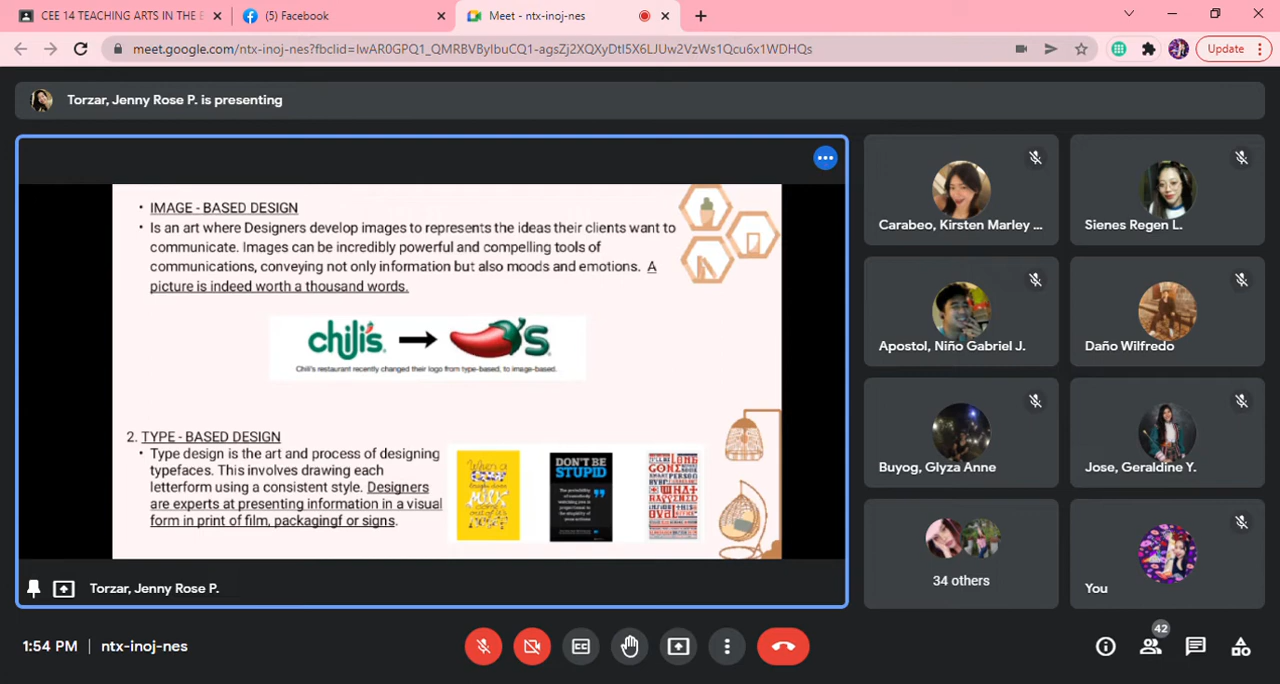 CEE 14 TEACHING ARTS IN THE E
(5) Facebook
Meet - ntx-inoj-nes
meet.google.com/ntx-inoj-nes?fbclid=IwAR0GPQ1_QMRBVByIbuCQ1-agsZj2XQXyDtI5X6LJUw2VzWs1Qcu6x1WDHQs
Update
Torzar, Jenny Rose P. is presenting
• IMAGE - BASED DESIGN
• Is an art where Designers develop images to represents the ideas their clients want to
communicate. Images can be incredibly powerful and compelling tools of
communications, conveying not only information but also moods and emotions. A
picture is indeed worth a thousand words.
chili's
's
Chili's restaurant recently changed their logo from type-based, to image-based.
2. TYPE - BASED DESIGN
• Type design is the art and process of designing
typefaces. This involves drawing each
letterform using a consistent style. Designers
are experts at presenting information in a visual
form in print of film, packagingf or signs.
DON'T BE
STUPID
LONG
GONE
WHAT
HAPPENED
Torzar, Jenny Rose P.
Carabeo, Kirsten Marley ...
Sienes Regen L.
Apostol, Niño Gabriel J.
Daño Wilfredo
Buyog, Glyza Anne
Jose, Geraldine Y.
34 others
You
1:54 PM | ntx-inoj-nes
CC
42